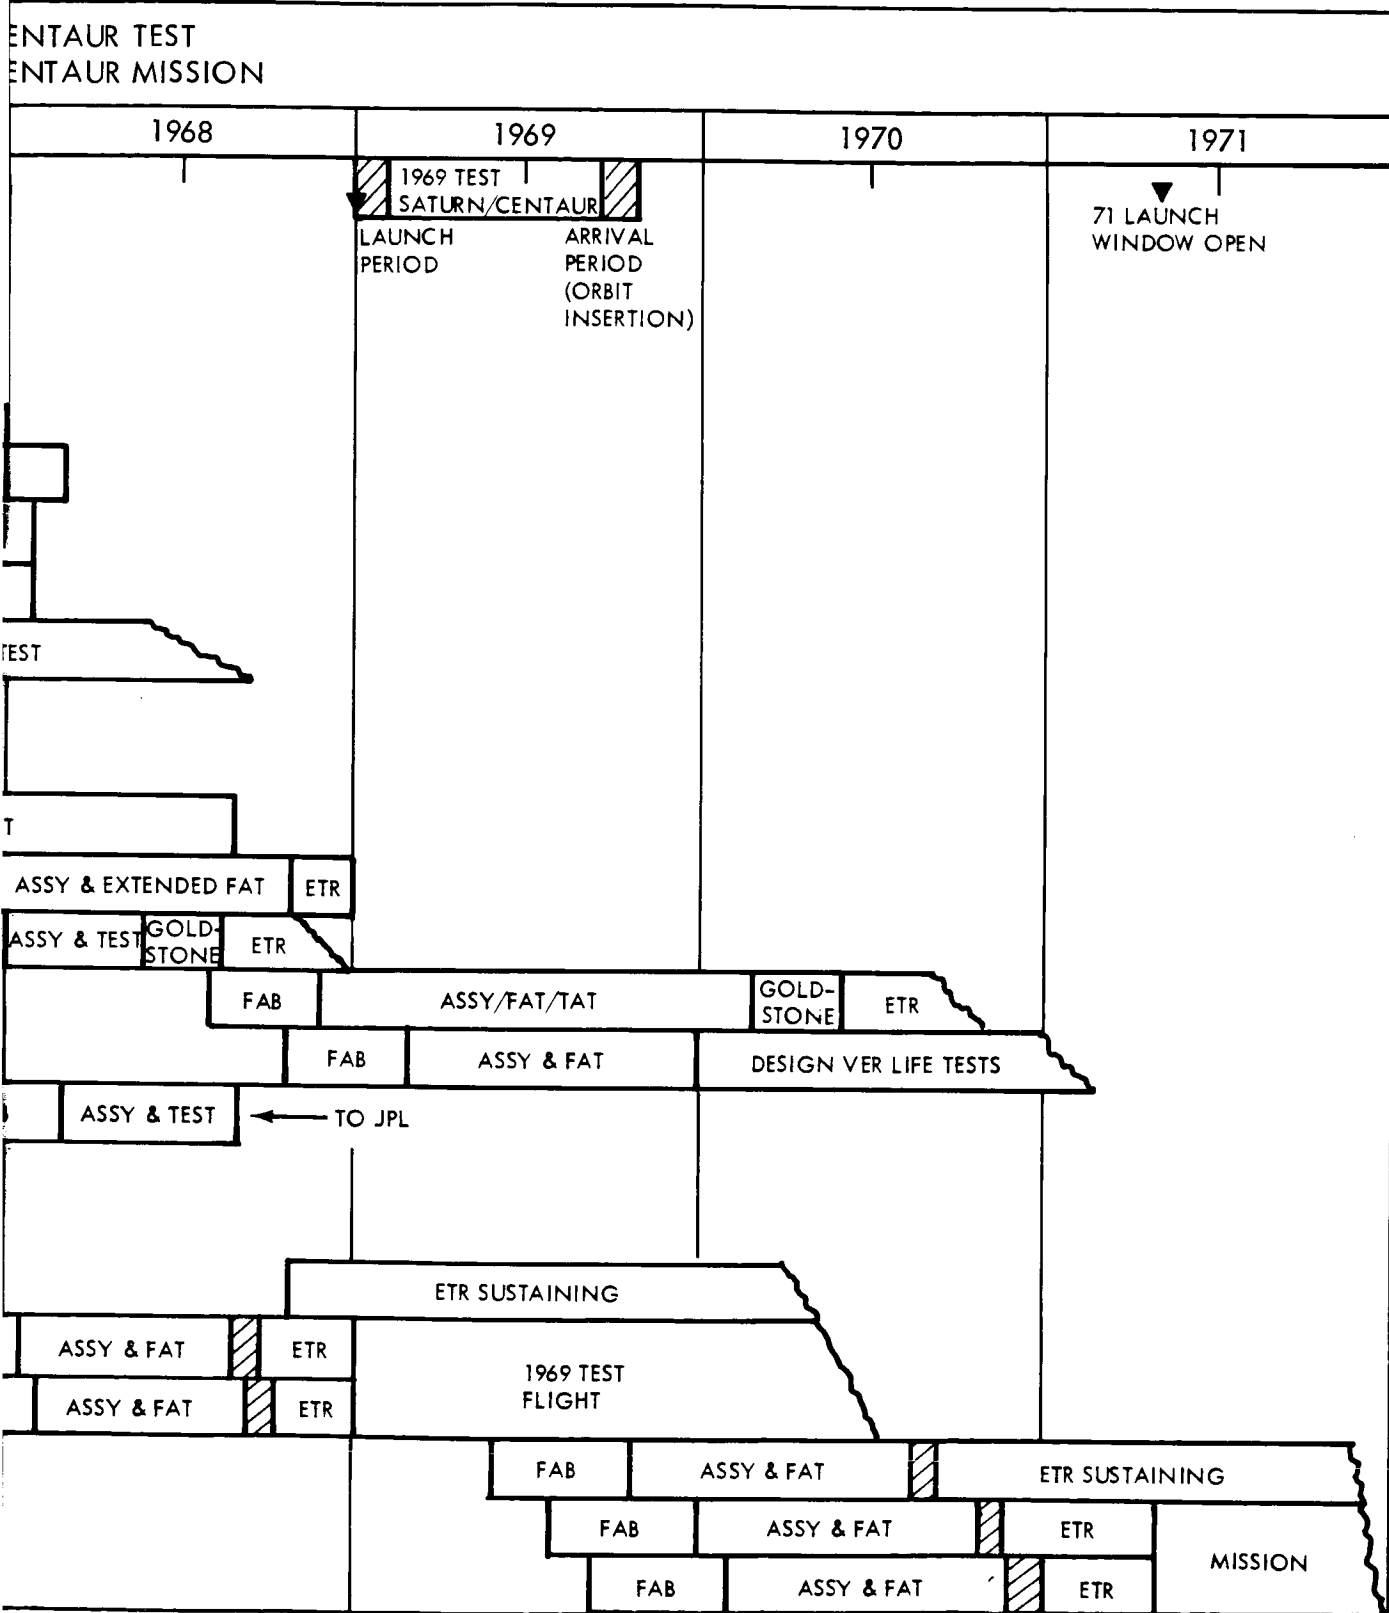 ENTAUR TEST
ENTAUR MISSION
1968 1969 1970 1971
1969 TEST
SATURN/CENTAUR
LAUNCH
PERIOD
ARRIVAL
PERIOD
(ORBIT
INSERTION)
71 LAUNCH
WINDOW OPEN
TEST
T
ASSY & EXTENDED FAT ETR
ASSY & TEST GOLD-
STONE ETR
FAB ASSY/FAT/TAT GOLD-
STONE ETR
FAB ASSY & FAT DESIGN VER LIFE TESTS
ASSY & TEST TO JPL
ETR SUSTAINING
ASSY & FAT ETR
1969 TEST
FLIGHT
ASSY & FAT ETR
FAB ASSY & FAT ETR SUSTAINING
FAB ASSY & FAT ETR
MISSION
FAB ASSY & FAT ETR